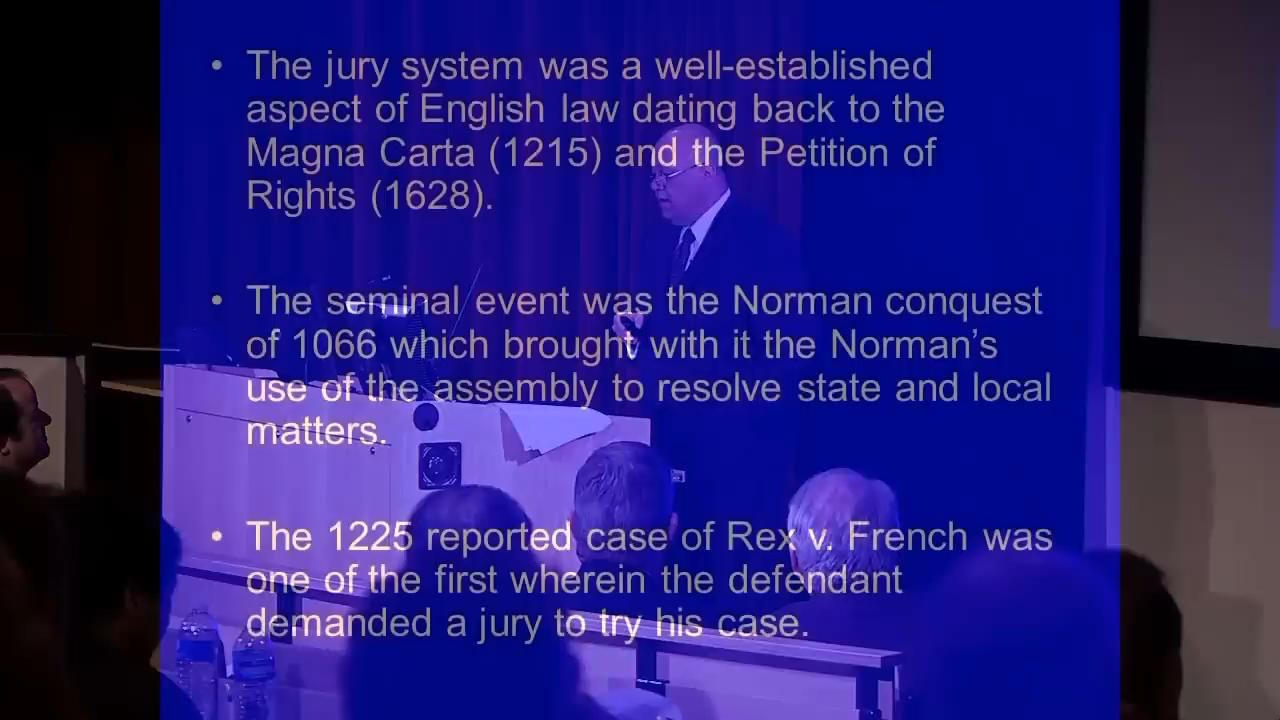 • The jury system was a well-established
aspect of English law dating back to the
Magna Carta (1215) and the Petition of
Rights (1628).
• The seminal event was the Norman conquest
of 1066 which brought with it the Norman’s
use of the assembly to resolve state and local
matters.
• The 1225 reported case of Rex v. French was
one of the first wherein the defendant
demanded a jury to try his case.